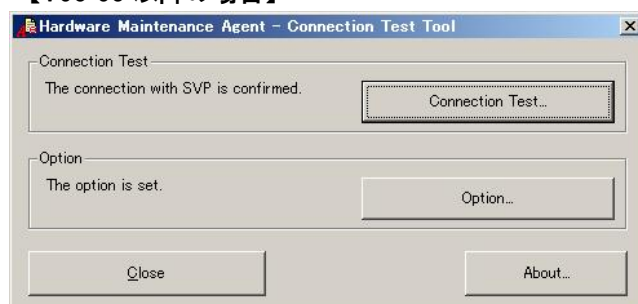 Hardware Maintenance Agent - Connection Test Tool
Connection Test
The connection with SVP is confirmed.
Connection Test...
Option
The option is set.
Option...
Close
About...